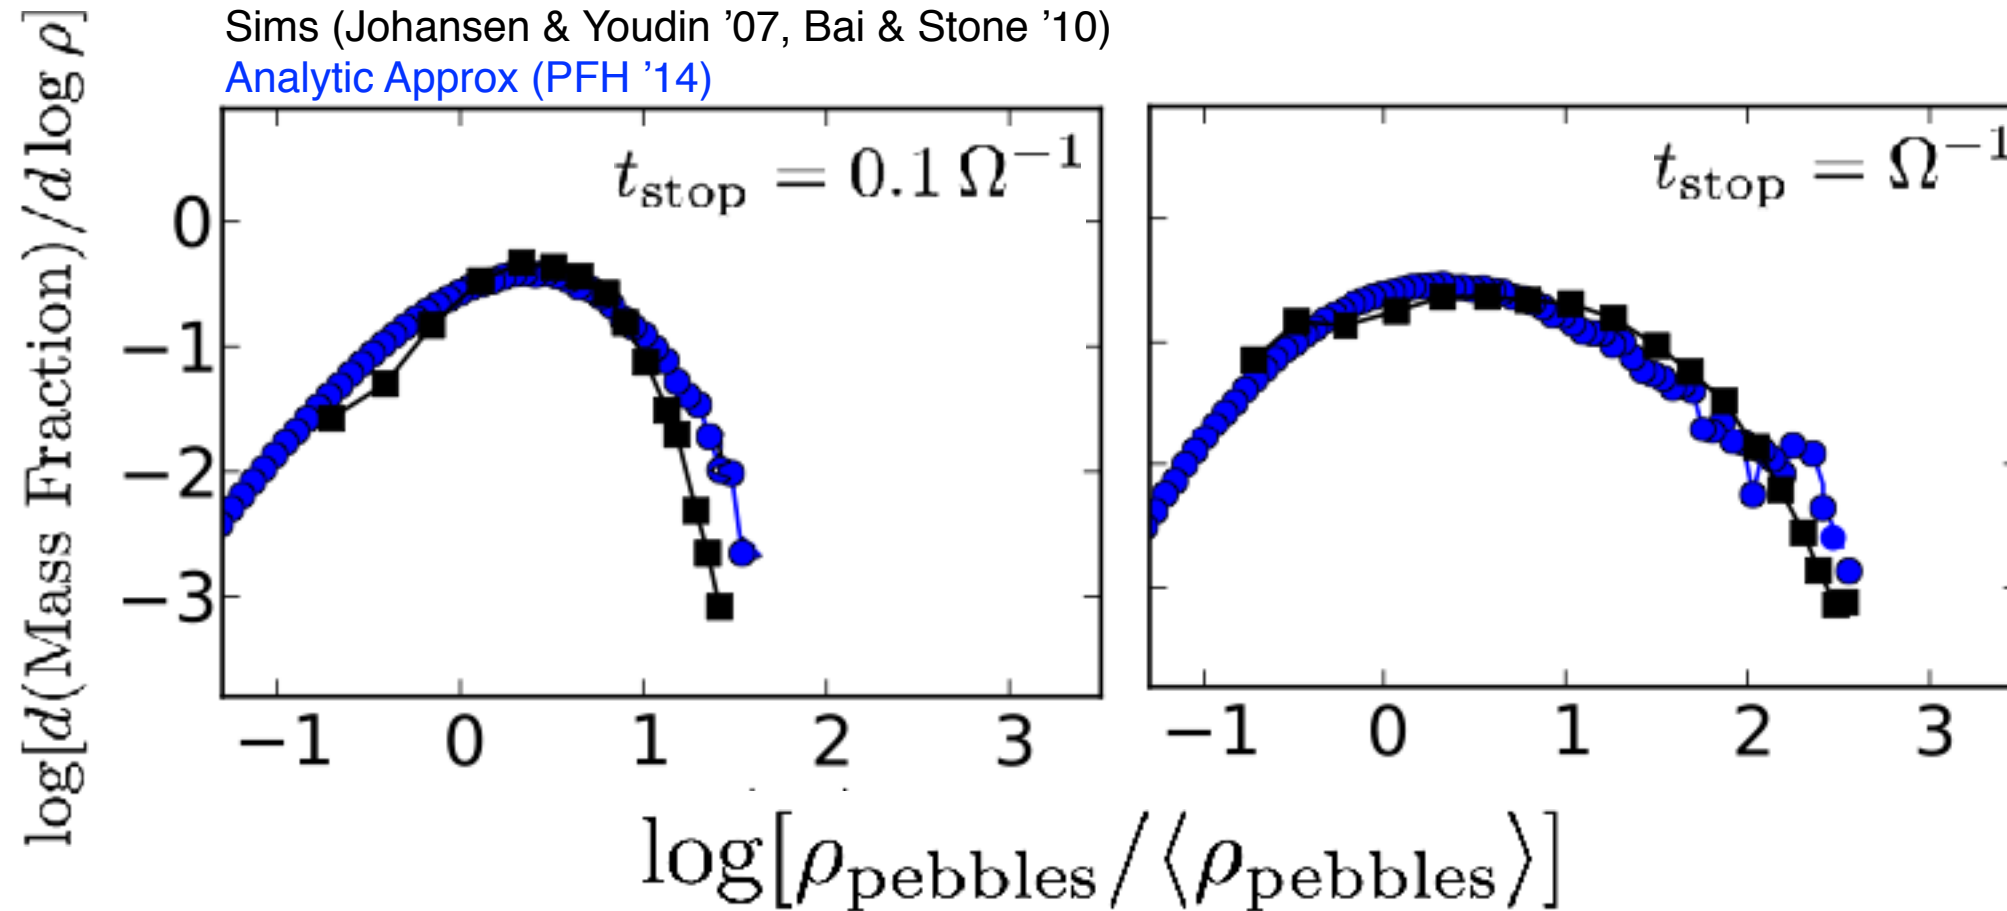 Sims (Johansen & Youdin '07, Bai & Stone '10)
Analytic Approx (PFH '14)
log[d(Mass Fraction)/d log ρ]
t_stop = 0.1 Ω⁻¹
t_stop = Ω⁻¹
0
−1
−2
−3
−1 0 1 2 3
−1 0 1 2 3
log[ρ_pebbles/⟨ρ_pebbles⟩]